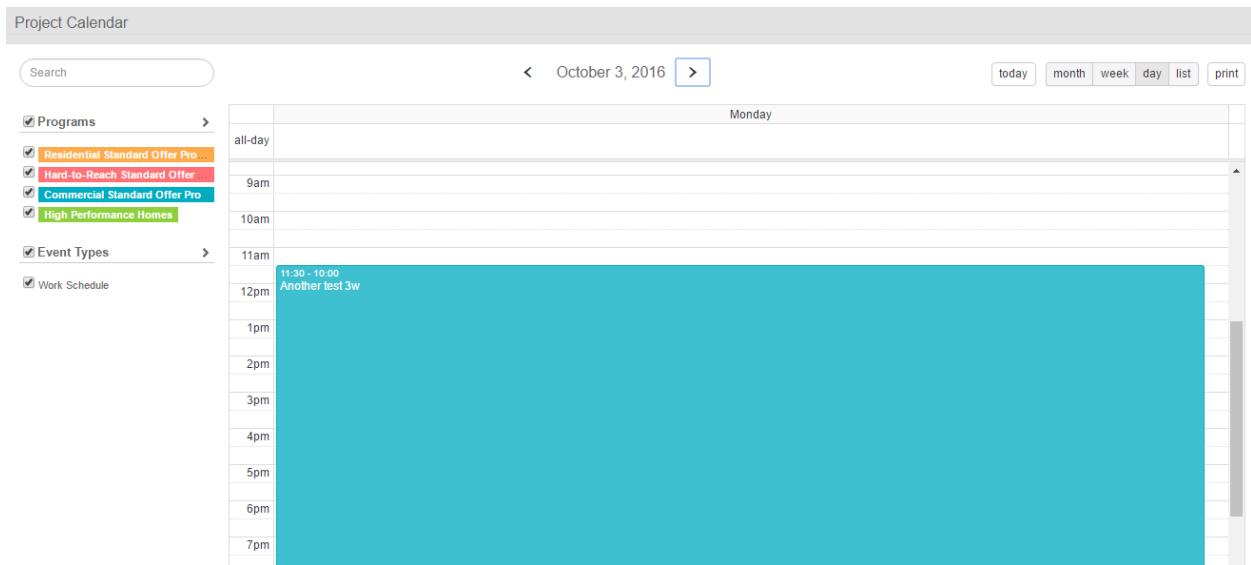 Project Calendar
Search
October 3, 2016
today month week day list print
Programs
Residential Standard Offer Pro...
Hard-to-Reach Standard Offer ...
Commercial Standard Offer Pro
High Performance Homes
Event Types
Work Schedule
Monday
all-day
9am
10am
11am
11:30 - 10:00
Another test 3w
12pm
1pm
2pm
3pm
4pm
5pm
6pm
7pm